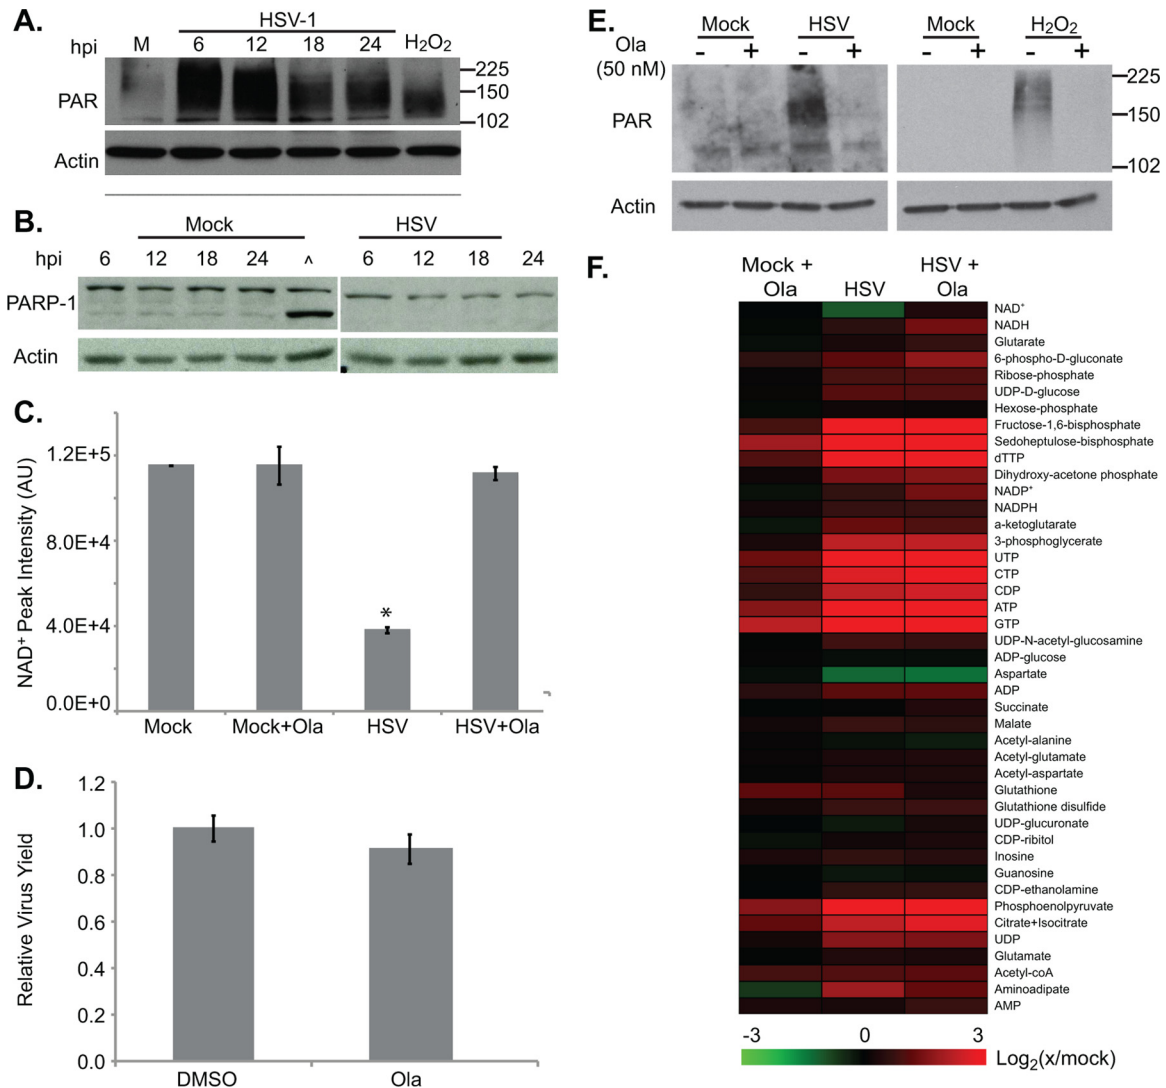 A.
HSV-1
hpi M 6 12 18 24 H₂O₂
PAR
225
150
102
Actin
B.
Mock HSV
hpi 6 12 18 24 ^ 6 12 18 24
PARP-1
Actin
C.
NAD⁺ Peak Intensity (AU)
1.2E+5
8.0E+4
4.0E+4
0.0E+0
*
Mock Mock+Ola HSV HSV+Ola
D.
Relative Virus Yield
1.2
1.0
0.8
0.6
0.4
0.2
0.0
DMSO Ola
E.
Mock HSV Mock H₂O₂
Ola - + - + - + - +
(50 nM)
PAR
225
150
102
Actin
F.
Mock + HSV +
Ola HSV Ola
NAD⁺
NADH
Glutarate
6-phospho-D-gluconate
Ribose-phosphate
UDP-D-glucose
Hexose-phosphate
Fructose-1,6-bisphosphate
Sedoheptulose-bisphosphate
dTTP
Dihydroxy-acetone phosphate
NADP⁺
NADPH
a-ketoglutarate
3-phosphoglycerate
UTP
CTP
CDP
ATP
GTP
UDP-N-acetyl-glucosamine
ADP-glucose
Aspartate
ADP
Succinate
Malate
Acetyl-alanine
Acetyl-glutamate
Acetyl-aspartate
Glutathione
Glutathione disulfide
UDP-glucuronate
CDP-ribitol
Inosine
Guanosine
CDP-ethanolamine
Phosphoenolpyruvate
Citrate+Isocitrate
UDP
Glutamate
Acetyl-coA
Aminoadipate
AMP
-3 0 3
Log₂(x/mock)